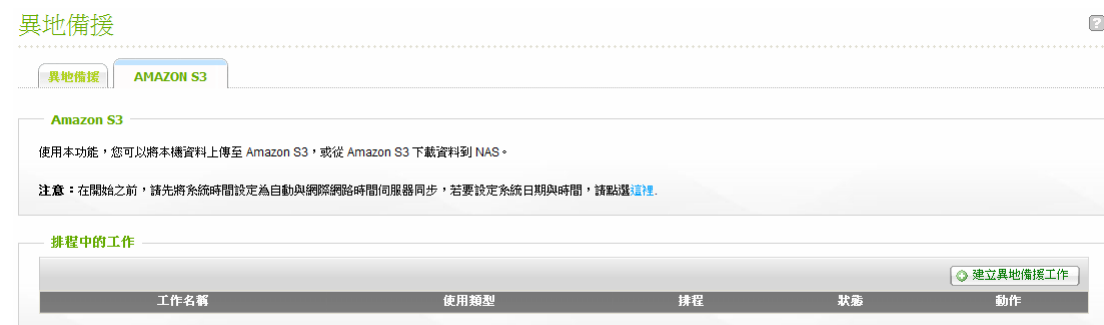 異地備援
?
異地備援 AMAZON S3
Amazon S3
使用本功能，您可以將本機資料上傳至 Amazon S3，或從 Amazon S3 下載資料到 NAS。
注意：在開始之前，請先將系統時間設定為自動與網際網路時間伺服器同步，若要設定系統日期與時間，請點選這裡.
排程中的工作
建立異地備援工作
工作名稱 使用類型 排程 狀態 動作